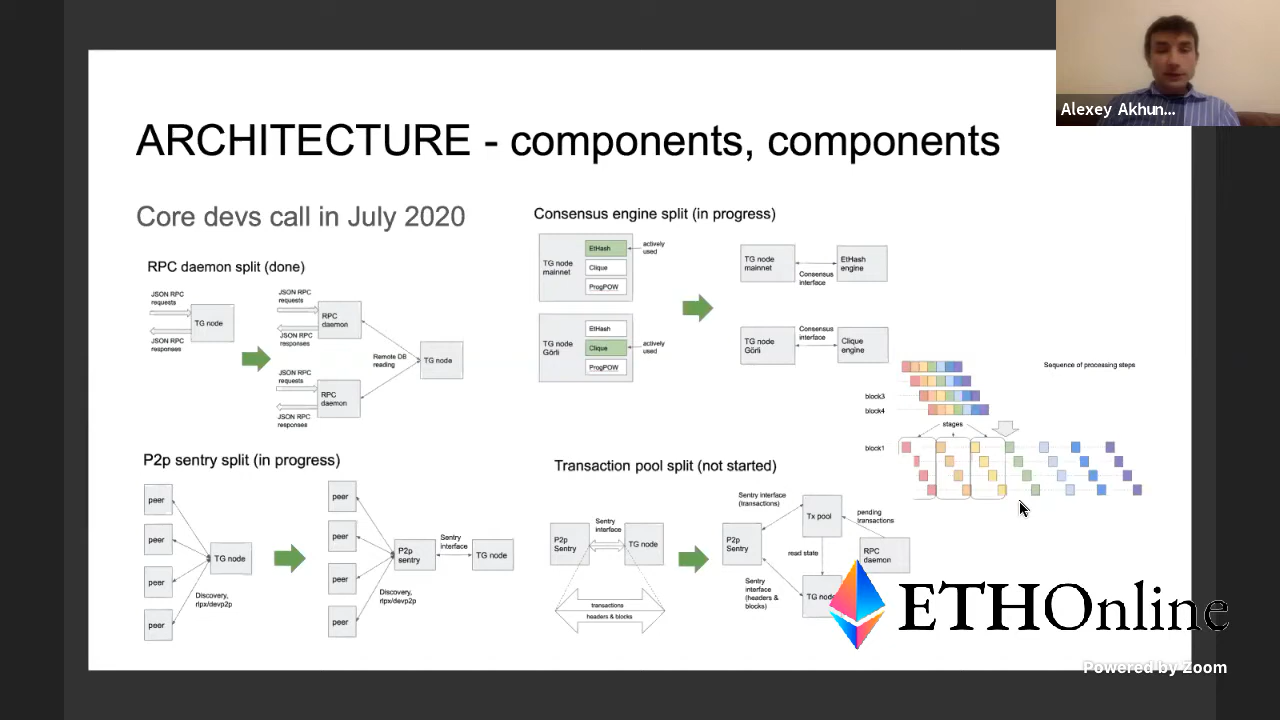 Alexey Akhun...
ARCHITECTURE - components, components
Core devs call in July 2020
RPC daemon split (done)
JSON RPC
requests
JSON RPC
responses
TG node
JSON RPC
requests
JSON RPC
responses
RPC
daemon
JSON RPC
requests
JSON RPC
responses
RPC
daemon
Remote DB
reading
TG node
Consensus engine split (in progress)
TG node
mainnet
EtHash
Clique
ProgPOW
actively
used
TG node
Görli
EtHash
Clique
ProgPOW
actively
used
TG node
mainnet
Consensus
interface
EtHash
engine
TG node
Görli
Consensus
interface
Clique
engine
Sequence of processing steps
block3
block4
stages
block1
P2p sentry split (in progress)
peer
peer
peer
peer
TG node
Discovery,
rlpx/devp2p
peer
peer
peer
peer
P2p
sentry
Sentry
interface
TG node
Discovery,
rlpx/devp2p
Transaction pool split (not started)
P2p
Sentry
Sentry
interface
TG node
transactions
headers & blocks
Sentry interface
(transactions)
P2p
Sentry
Tx pool
pending
transactions
read state
RPC
daemon
Sentry
interface
(headers &
blocks)
TG node
ETHOnline
Powered by Zoom